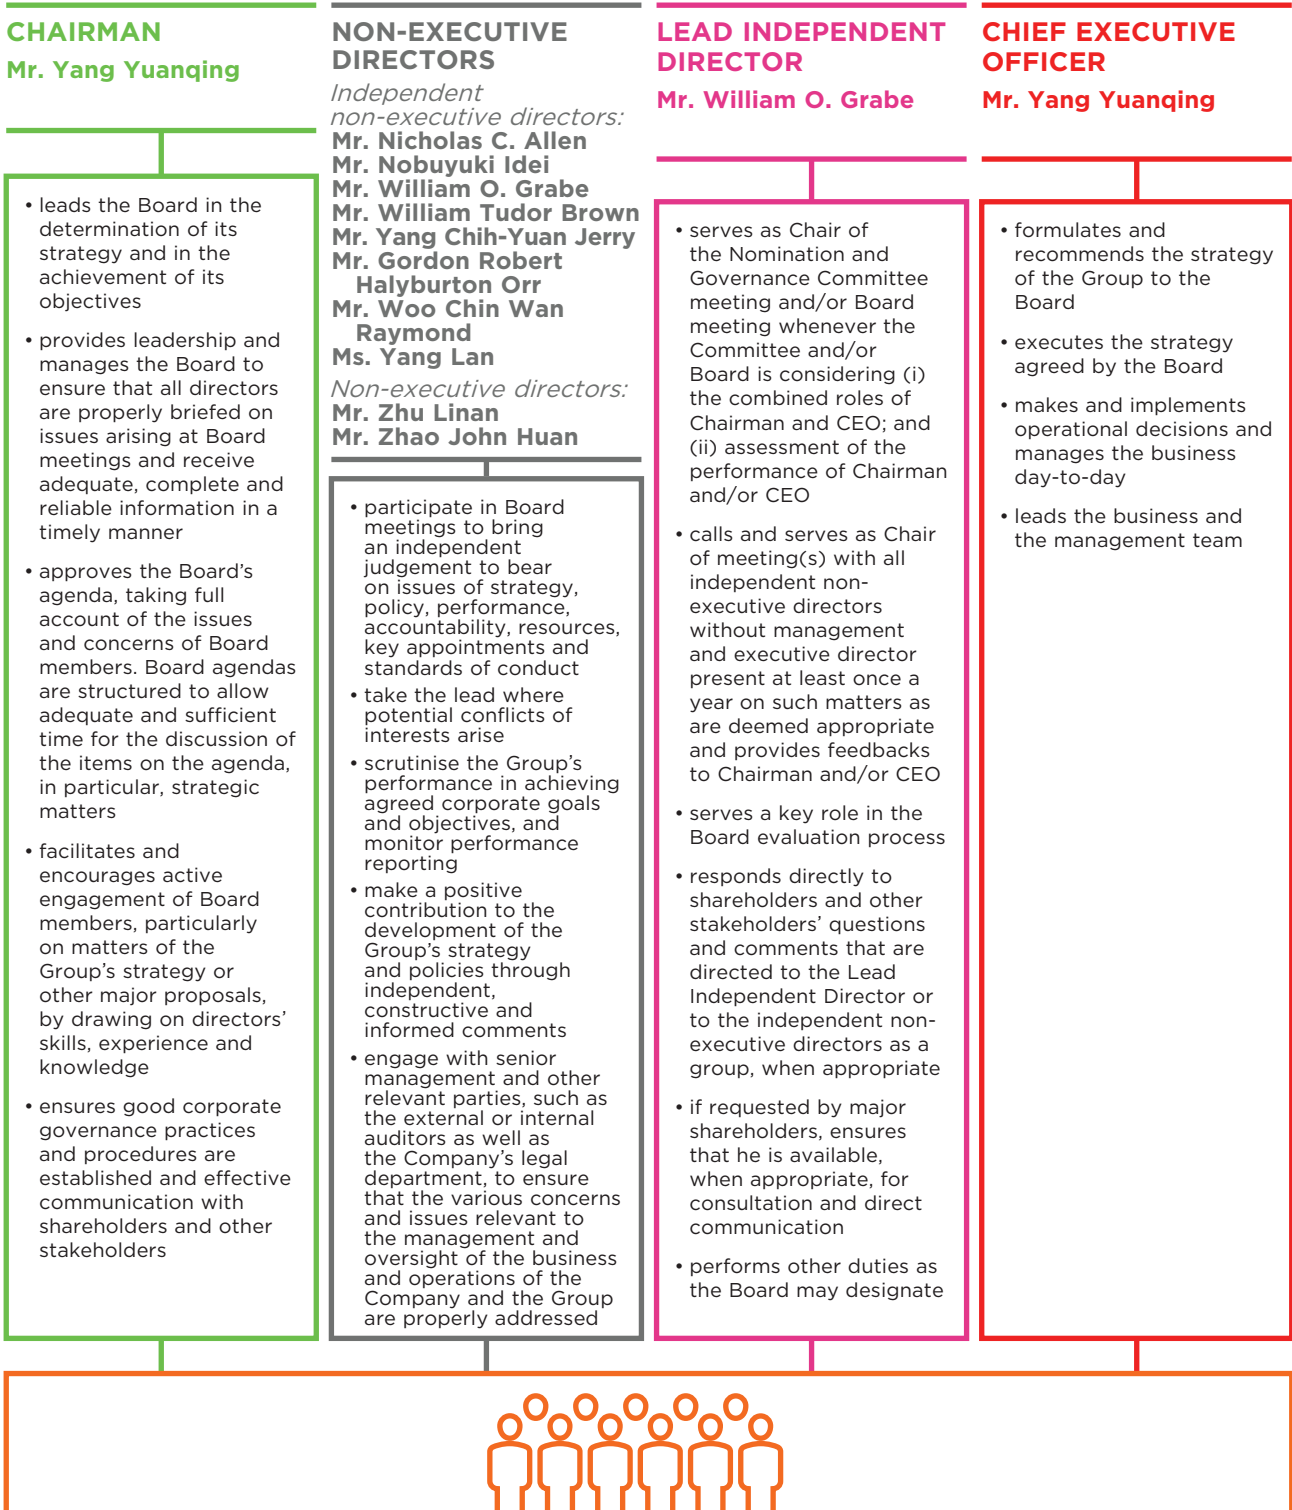 CHAIRMAN
Mr. Yang Yuanqing
• leads the Board in the
determination of its
strategy and in the
achievement of its
objectives
• provides leadership and
manages the Board to
ensure that all directors
are properly briefed on
issues arising at Board
meetings and receive
adequate, complete and
reliable information in a
timely manner
• approves the Board’s
agenda, taking full
account of the issues
and concerns of Board
members. Board agendas
are structured to allow
adequate and sufficient
time for the discussion of
the items on the agenda,
in particular, strategic
matters
• facilitates and
encourages active
engagement of Board
members, particularly
on matters of the
Group’s strategy or
other major proposals,
by drawing on directors’
skills, experience and
knowledge
• ensures good corporate
governance practices
and procedures are
established and effective
communication with
shareholders and other
stakeholders
NON-EXECUTIVE
DIRECTORS
Independent
non-executive directors:
Mr. Nicholas C. Allen
Mr. Nobuyuki Idei
Mr. William O. Grabe
Mr. William Tudor Brown
Mr. Yang Chih-Yuan Jerry
Mr. Gordon Robert
Halyburton Orr
Mr. Woo Chin Wan
Raymond
Ms. Yang Lan
Non-executive directors:
Mr. Zhu Linan
Mr. Zhao John Huan
• participate in Board
meetings to bring
an independent
judgement to bear
on issues of strategy,
policy, performance,
accountability, resources,
key appointments and
standards of conduct
• take the lead where
potential conflicts of
interests arise
• scrutinise the Group’s
performance in achieving
agreed corporate goals
and objectives, and
monitor performance
reporting
• make a positive
contribution to the
development of the
Group’s strategy
and policies through
independent,
constructive and
informed comments
• engage with senior
management and other
relevant parties, such as
the external or internal
auditors as well as
the Company’s legal
department, to ensure
that the various concerns
and issues relevant to
the management and
oversight of the business
and operations of the
Company and the Group
are properly addressed
LEAD INDEPENDENT
DIRECTOR
Mr. William O. Grabe
• serves as Chair of
the Nomination and
Governance Committee
meeting and/or Board
meeting whenever the
Committee and/or
Board is considering (i)
the combined roles of
Chairman and CEO; and
(ii) assessment of the
performance of Chairman
and/or CEO
• calls and serves as Chair
of meeting(s) with all
independent non-
executive directors
without management
and executive director
present at least once a
year on such matters as
are deemed appropriate
and provides feedbacks
to Chairman and/or CEO
• serves a key role in the
Board evaluation process
• responds directly to
shareholders and other
stakeholders’ questions
and comments that are
directed to the Lead
Independent Director or
to the independent non-
executive directors as a
group, when appropriate
• if requested by major
shareholders, ensures
that he is available,
when appropriate, for
consultation and direct
communication
• performs other duties as
the Board may designate
CHIEF EXECUTIVE
OFFICER
Mr. Yang Yuanqing
• formulates and
recommends the strategy
of the Group to the
Board
• executes the strategy
agreed by the Board
• makes and implements
operational decisions and
manages the business
day-to-day
• leads the business and
the management team